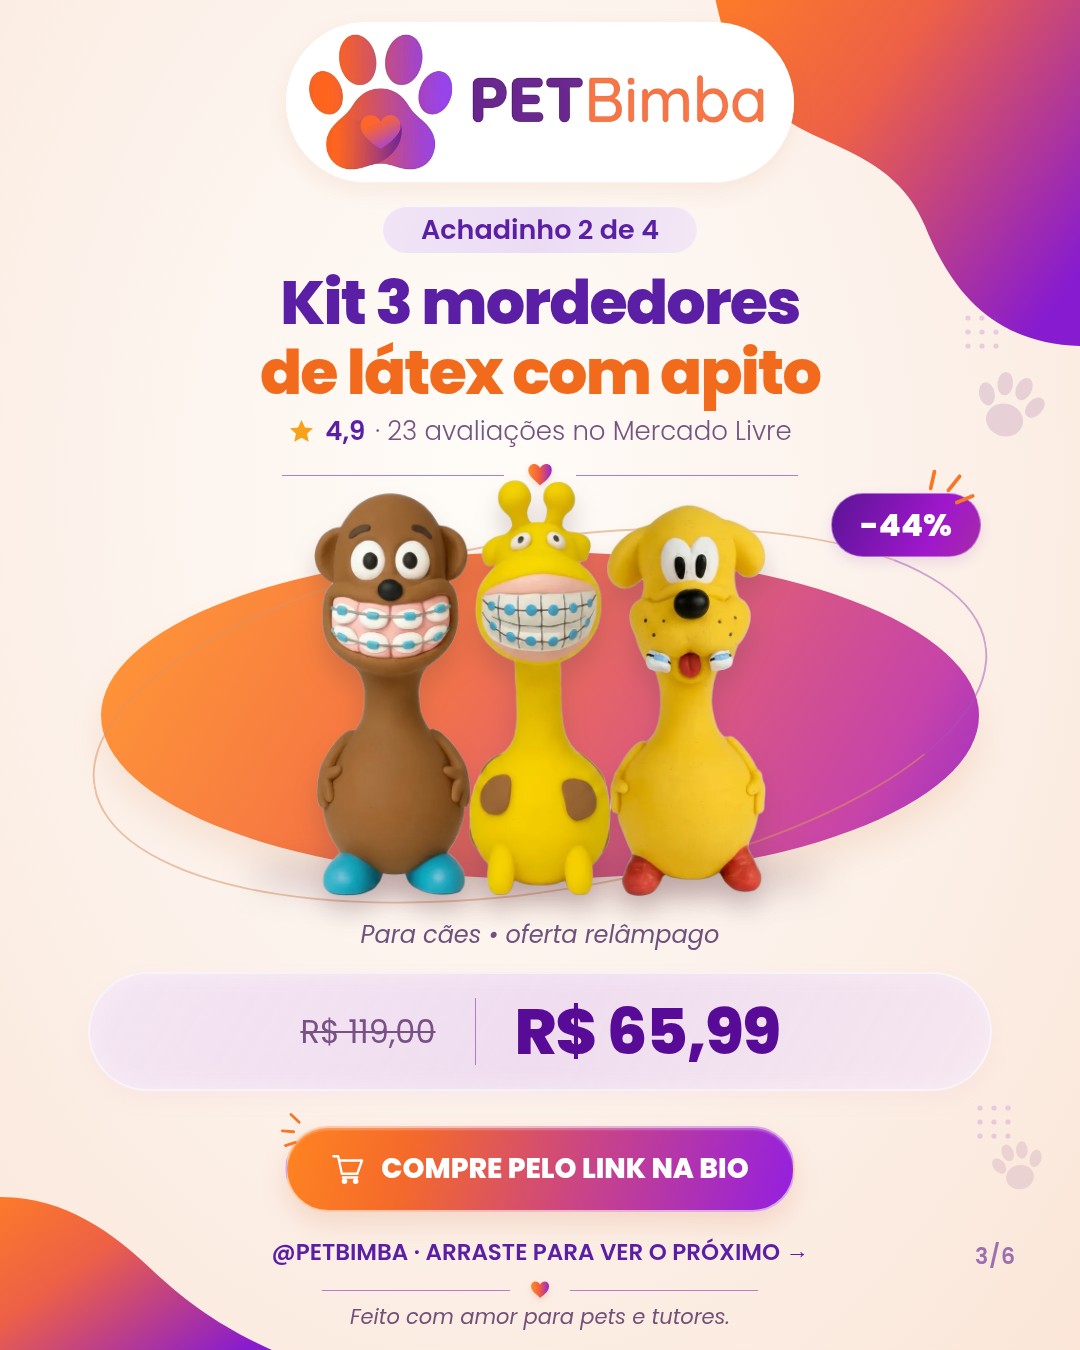 PETBimba
Achadinho 2 de 4
Kit 3 mordedores
de látex com apito
4,9 · 23 avaliações no Mercado Livre
-44%
Para cães • oferta relâmpago
R$ 119,00
R$ 65,99
COMPRE PELO LINK NA BIO
@PETBIMBA · ARRASTE PARA VER O PRÓXIMO →
3/6
Feito com amor para pets e tutores.